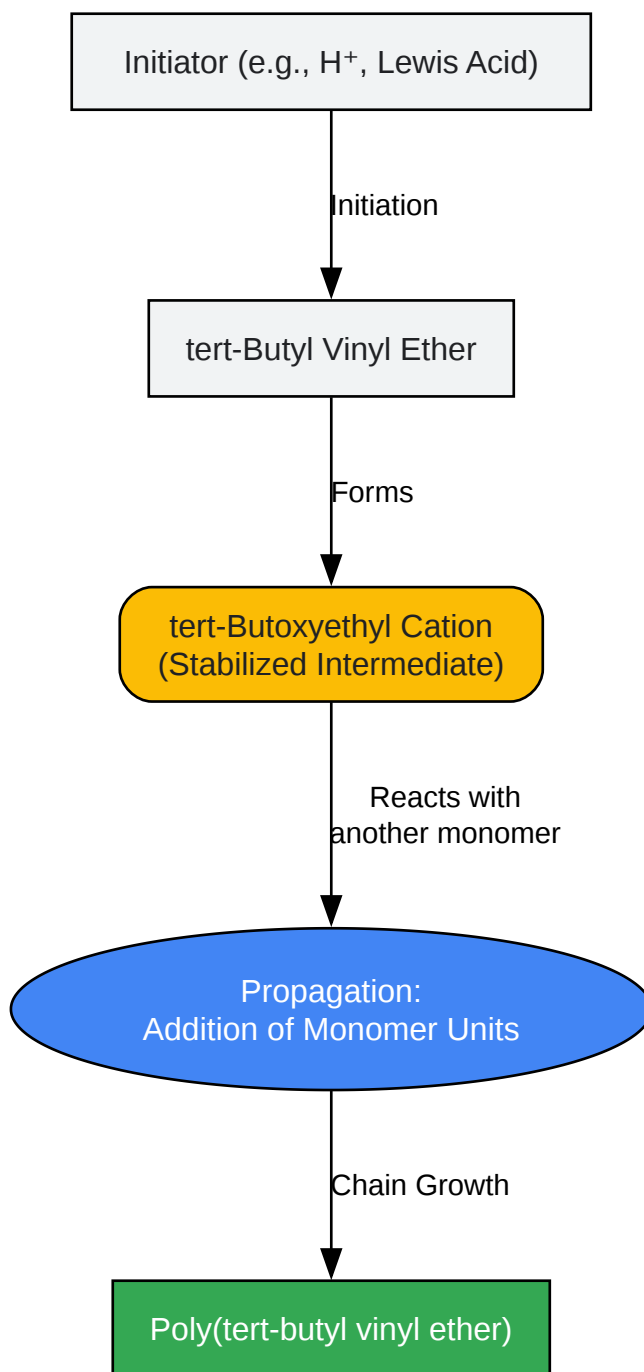 Initiator (e.g., H⁺, Lewis Acid)
Initiation
tert-Butyl Vinyl Ether
Forms
tert-Butoxyethyl Cation
(Stabilized Intermediate)
Reacts with
another monomer
Propagation:
Addition of Monomer Units
Chain Growth
Poly(tert-butyl vinyl ether)